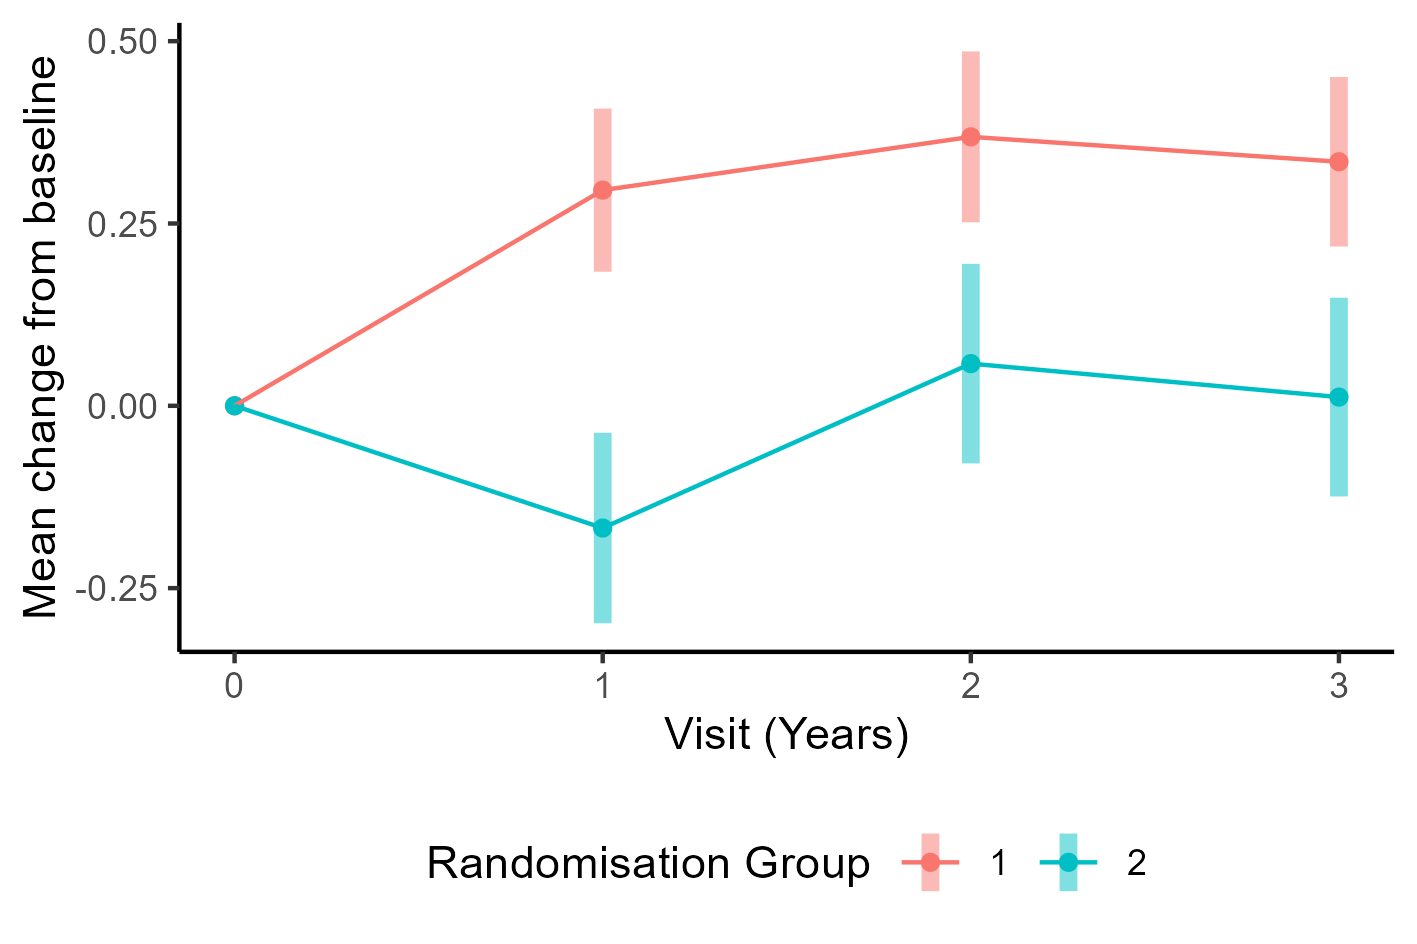 Mean change from baseline
0.50
0.25
0.00
-0.25
0 1 2 3
Visit (Years)
Randomisation Group 1 2